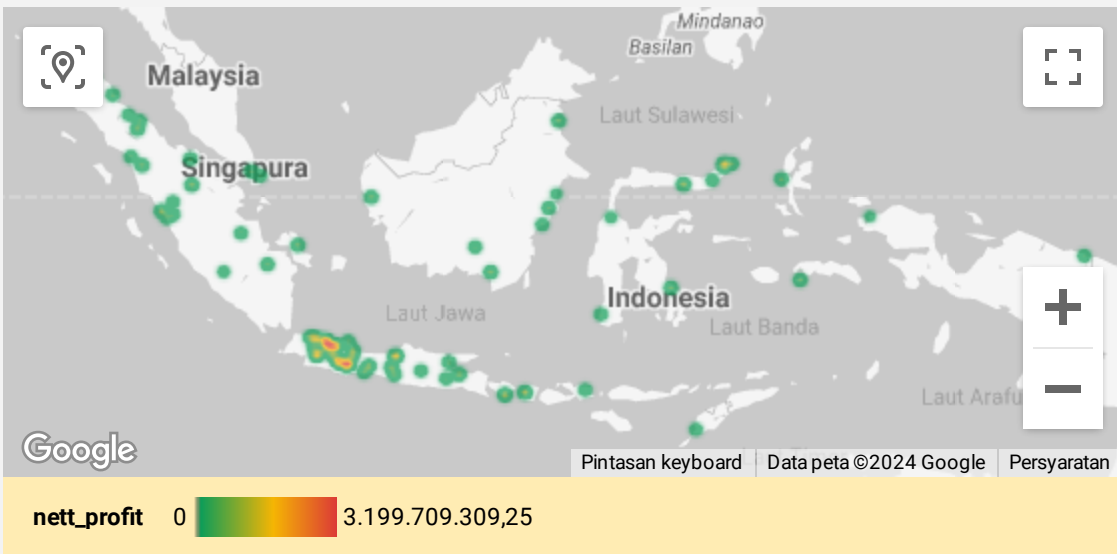 Mindanao
Basilan
Malaysia
Laut Sulawesi
Singapura
Indonesia
Laut Jawa
Laut Banda
Laut Arafu
Google
Pintasan keyboard
Data peta ©2024 Google
Persyaratan
nett_profit 0 3.199.709.309,25